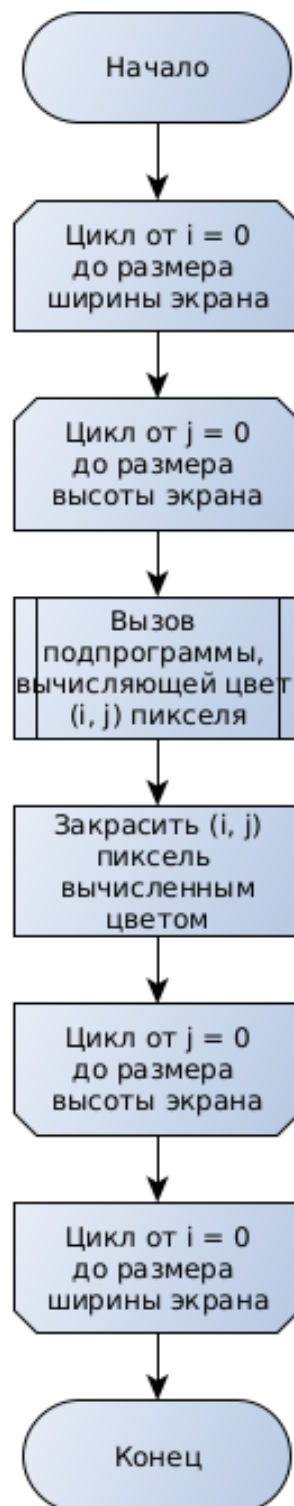 Начало
Цикл от i = 0
до размера
ширины экрана
Цикл от j = 0
до размера
высоты экрана
Вызов
подпрограммы,
вычисляющей цвет
(i, j) пикселя
Закрасить (i, j)
пиксель
вычисленным
цветом
Цикл от j = 0
до размера
высоты экрана
Цикл от i = 0
до размера
ширины экрана
Конец